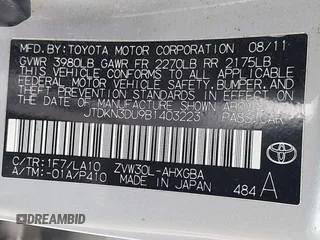 MFD. BY: TOYOTA MOTOR CORPORATION 08/11
GVWR 3980LB GAWR FR 2270LB RR 2175LB
THIS VEHICLE CONFORMS TO ALL APPLICABLE FEDERAL
MOTOR VEHICLE SAFETY, BUMPER, AND THEFT PREVENTION
STANDARDS IN EFFECT ON THE DATE OF
MANUFACTURE SHOWN ABOVE.
JTDKN3DU9B1403223 PASS.CAR
C/TR:1F7/LA10 ZVW30L-AHXGBA
A/TM:-01A/P410 MADE IN JAPAN
484 A
TOYOTA
DREAMBID